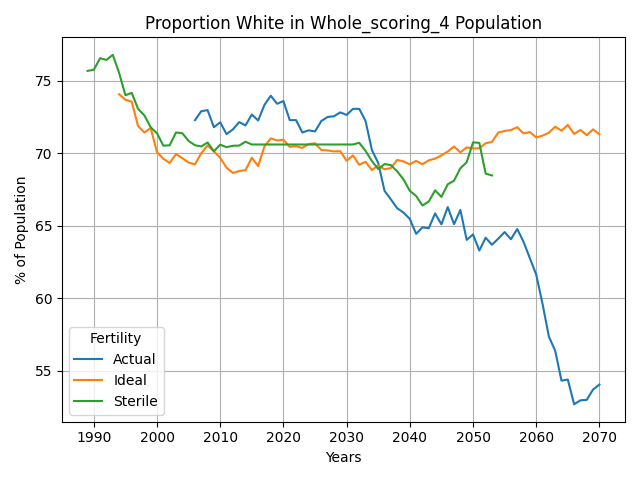 Proportion White in Whole_scoring_4 Population
% of Population
75
70
65
60
55
Fertility
Actual
Ideal
Sterile
1990 2000 2010 2020 2030 2040 2050 2060 2070
Years